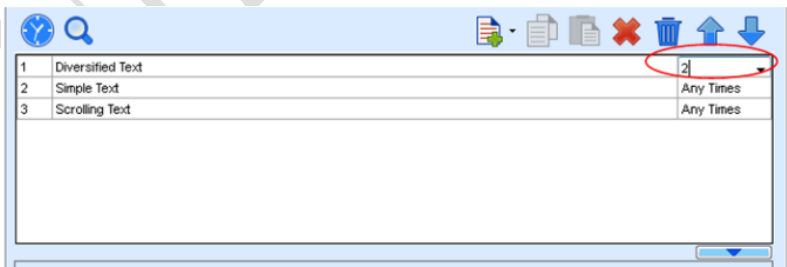 1 Diversified Text 2
2 Simple Text Any Times
3 Scrolling Text Any Times